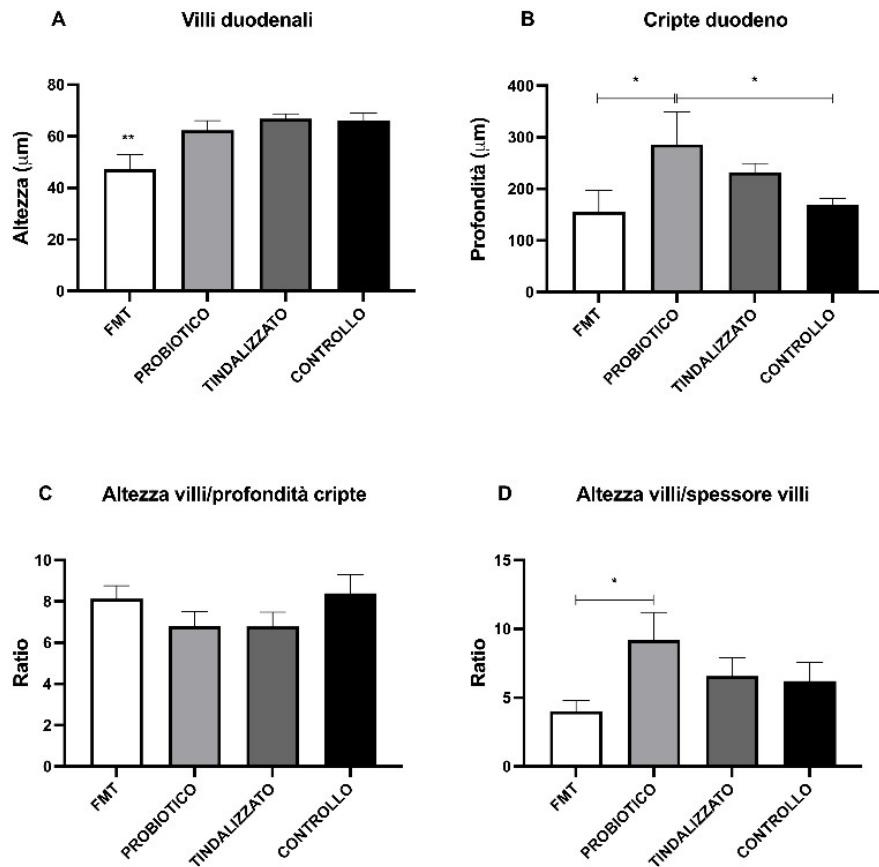 A Villi duodenali
Altezza (μm)
80
60
40
20
0
**
FMT
PROBIOTICO
TINDALIZZATO
CONTROLLO
B Cripte duodeno
Profondità (μm)
400
300
200
100
0
* *
FMT
PROBIOTICO
TINDALIZZATO
CONTROLLO
C Altezza villi/profondità cripte
Ratio
10
8
6
4
2
0
FMT
PROBIOTICO
TINDALIZZATO
CONTROLLO
D Altezza villi/spessore villi
Ratio
15
10
5
0
*
FMT
PROBIOTICO
TINDALIZZATO
CONTROLLO